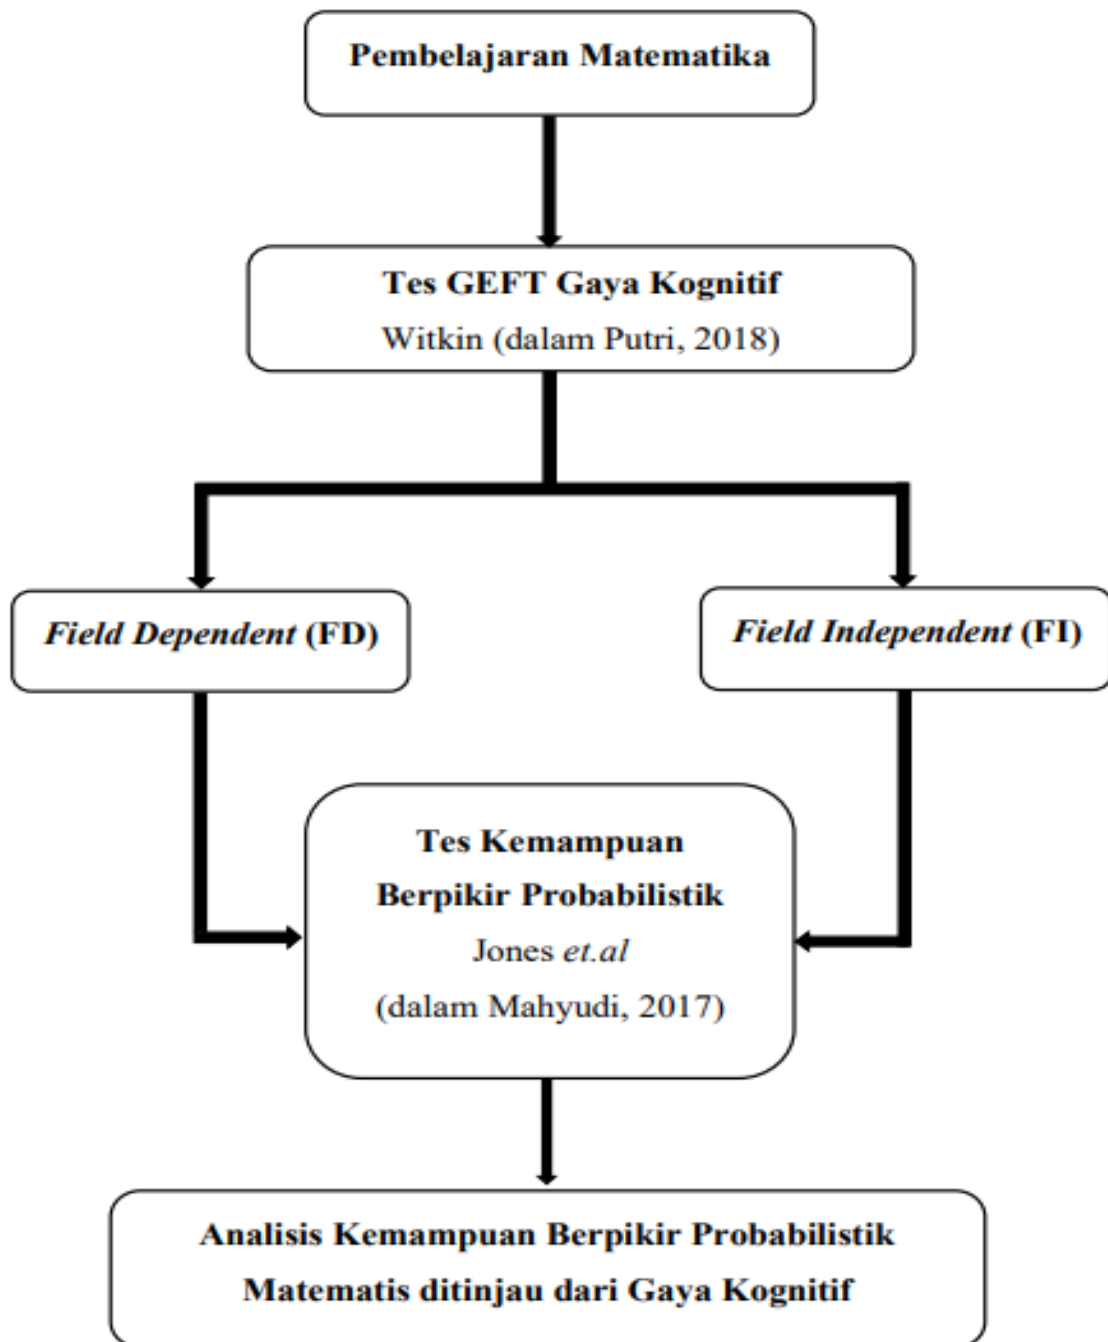 Pembelajaran Matematika
Tes GEFT Gaya Kognitif
Witkin (dalam Putri, 2018)
Field Dependent (FD)
Field Independent (FI)
Tes Kemampuan
Berpikir Probabilistik
Jones et.al
(dalam Mahyudi, 2017)
Analisis Kemampuan Berpikir Probabilistik
Matematis ditinjau dari Gaya Kognitif